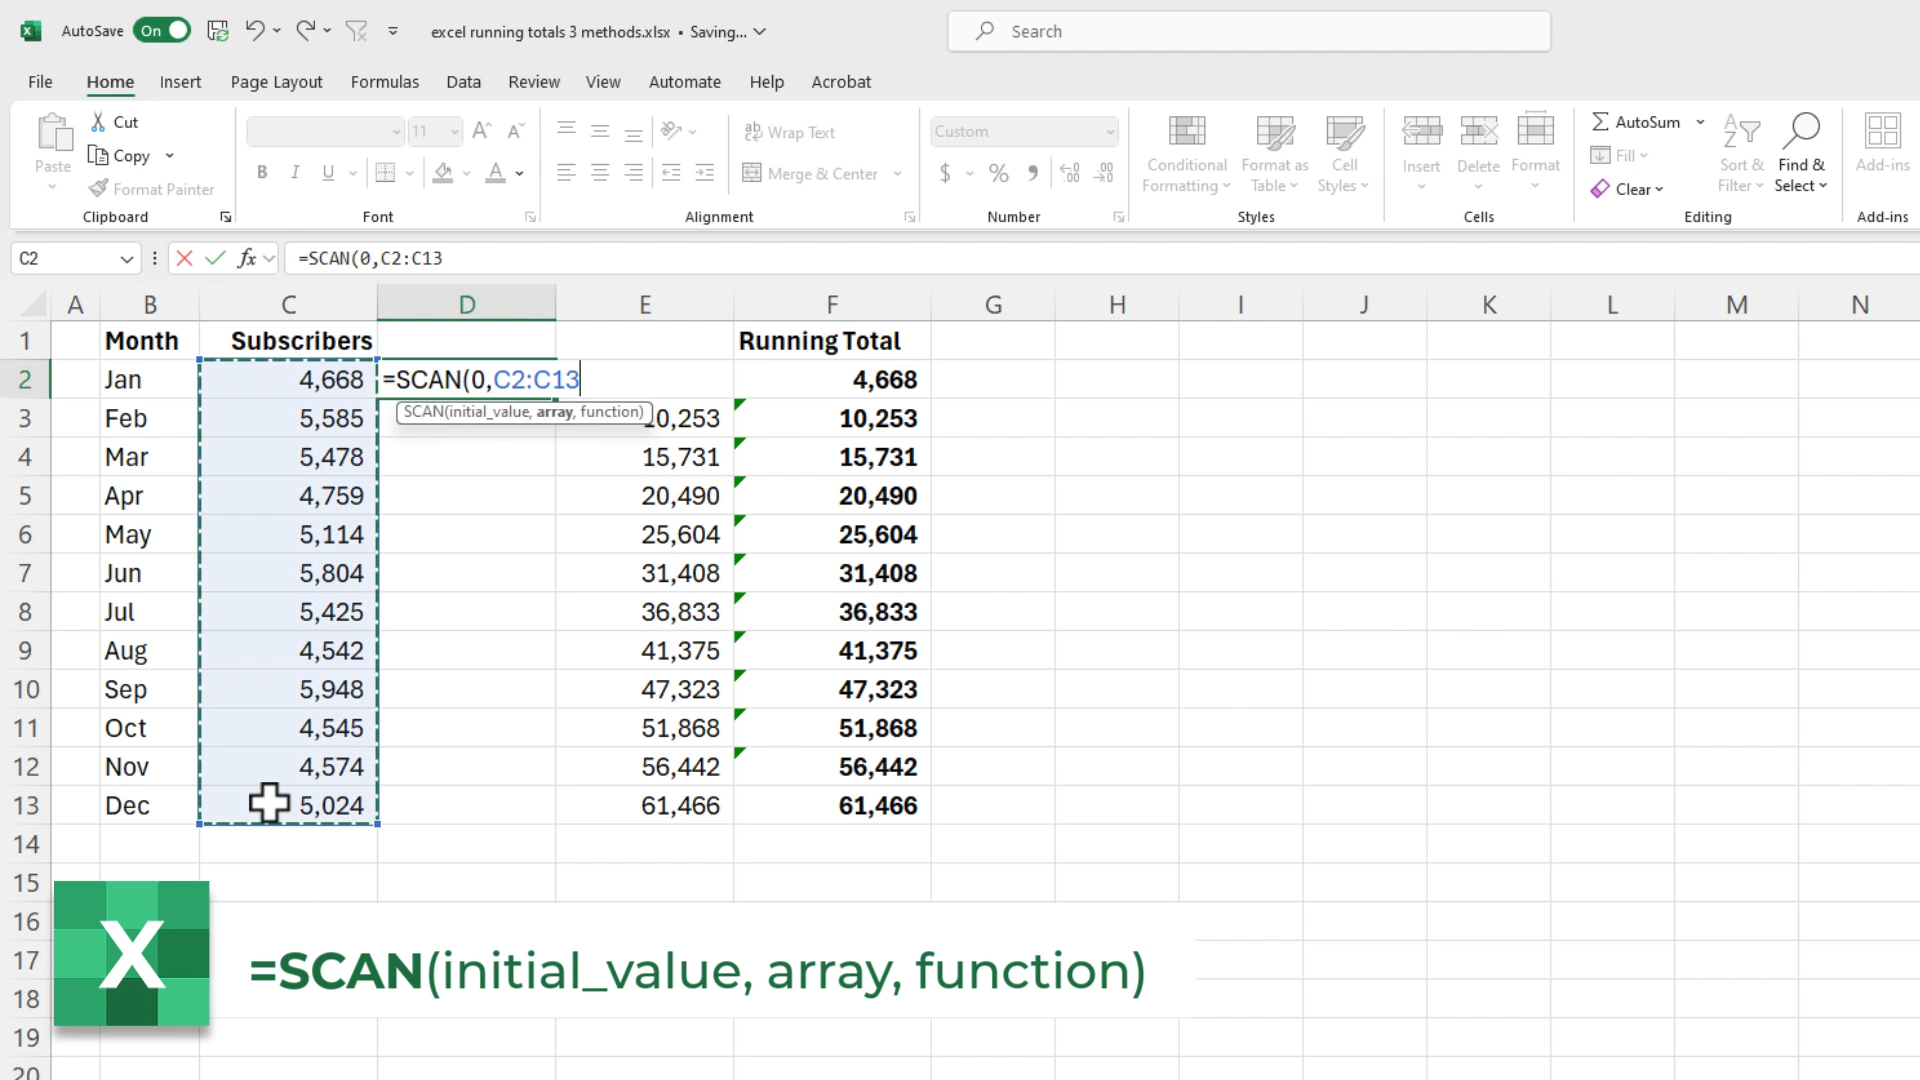 AutoSave On excel running totals 3 methods.xlsx • Saving... Search
File Home Insert Page Layout Formulas Data Review View Automate Help Acrobat
Paste
Cut
Copy
Format Painter
Clipboard
11
B I U
Font
Wrap Text
Merge & Center
Alignment
Custom
$ % 9
Number
Conditional Formatting
Format as Table
Cell Styles
Styles
Insert
Delete
Format
Cells
AutoSum
Fill
Clear
Sort & Filter
Find & Select
Editing
Add-ins
Add-ins
C2 fx =SCAN(0,C2:C13
A B C D E F G H I J K L M N
1 Month Subscribers Running Total
2 Jan 4,668 =SCAN(0,C2:C13 4,668
SCAN(initial_value, array, function)
3 Feb 5,585 10,253 10,253
4 Mar 5,478 15,731 15,731
5 Apr 4,759 20,490 20,490
6 May 5,114 25,604 25,604
7 Jun 5,804 31,408 31,408
8 Jul 5,425 36,833 36,833
9 Aug 4,542 41,375 41,375
10 Sep 5,948 47,323 47,323
11 Oct 4,545 51,868 51,868
12 Nov 4,574 56,442 56,442
13 Dec 5,024 61,466 61,466
14
15
16
17
18
19
20
X
=SCAN(initial_value, array, function)